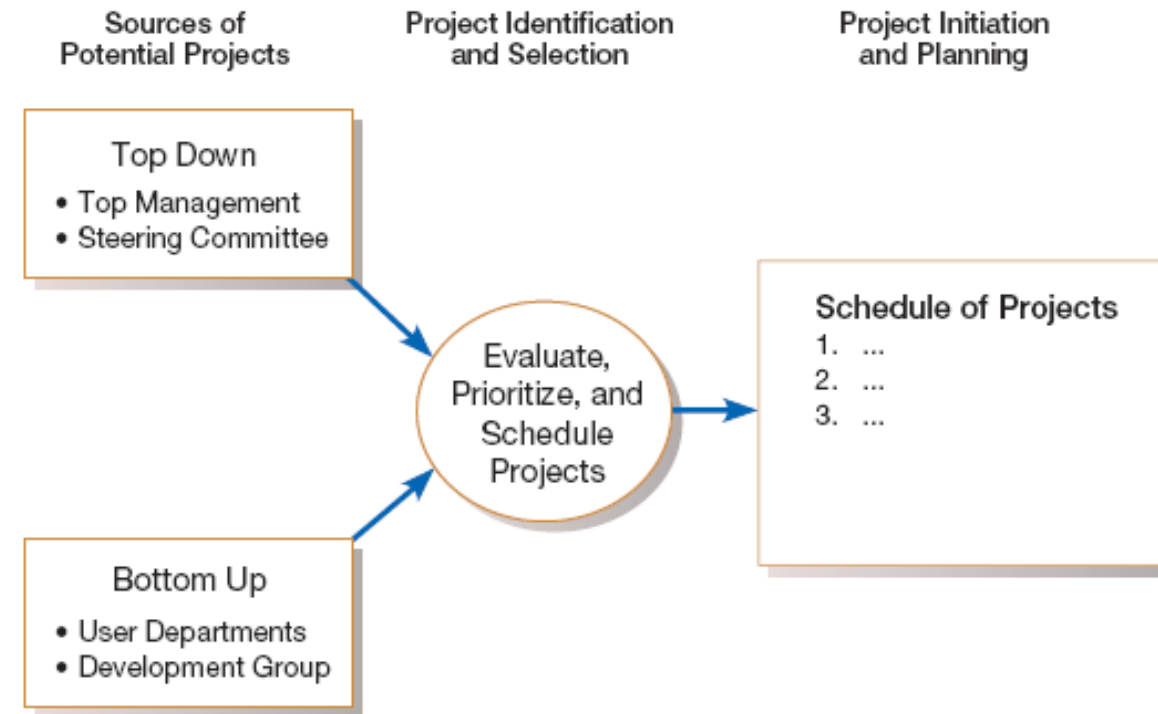 Sources of
Potential Projects
Project Identification
and Selection
Project Initiation
and Planning
Top Down
• Top Management
• Steering Committee
Evaluate,
Prioritize, and
Schedule
Projects
Schedule of Projects
1. ...
2. ...
3. ...
Bottom Up
• User Departments
• Development Group